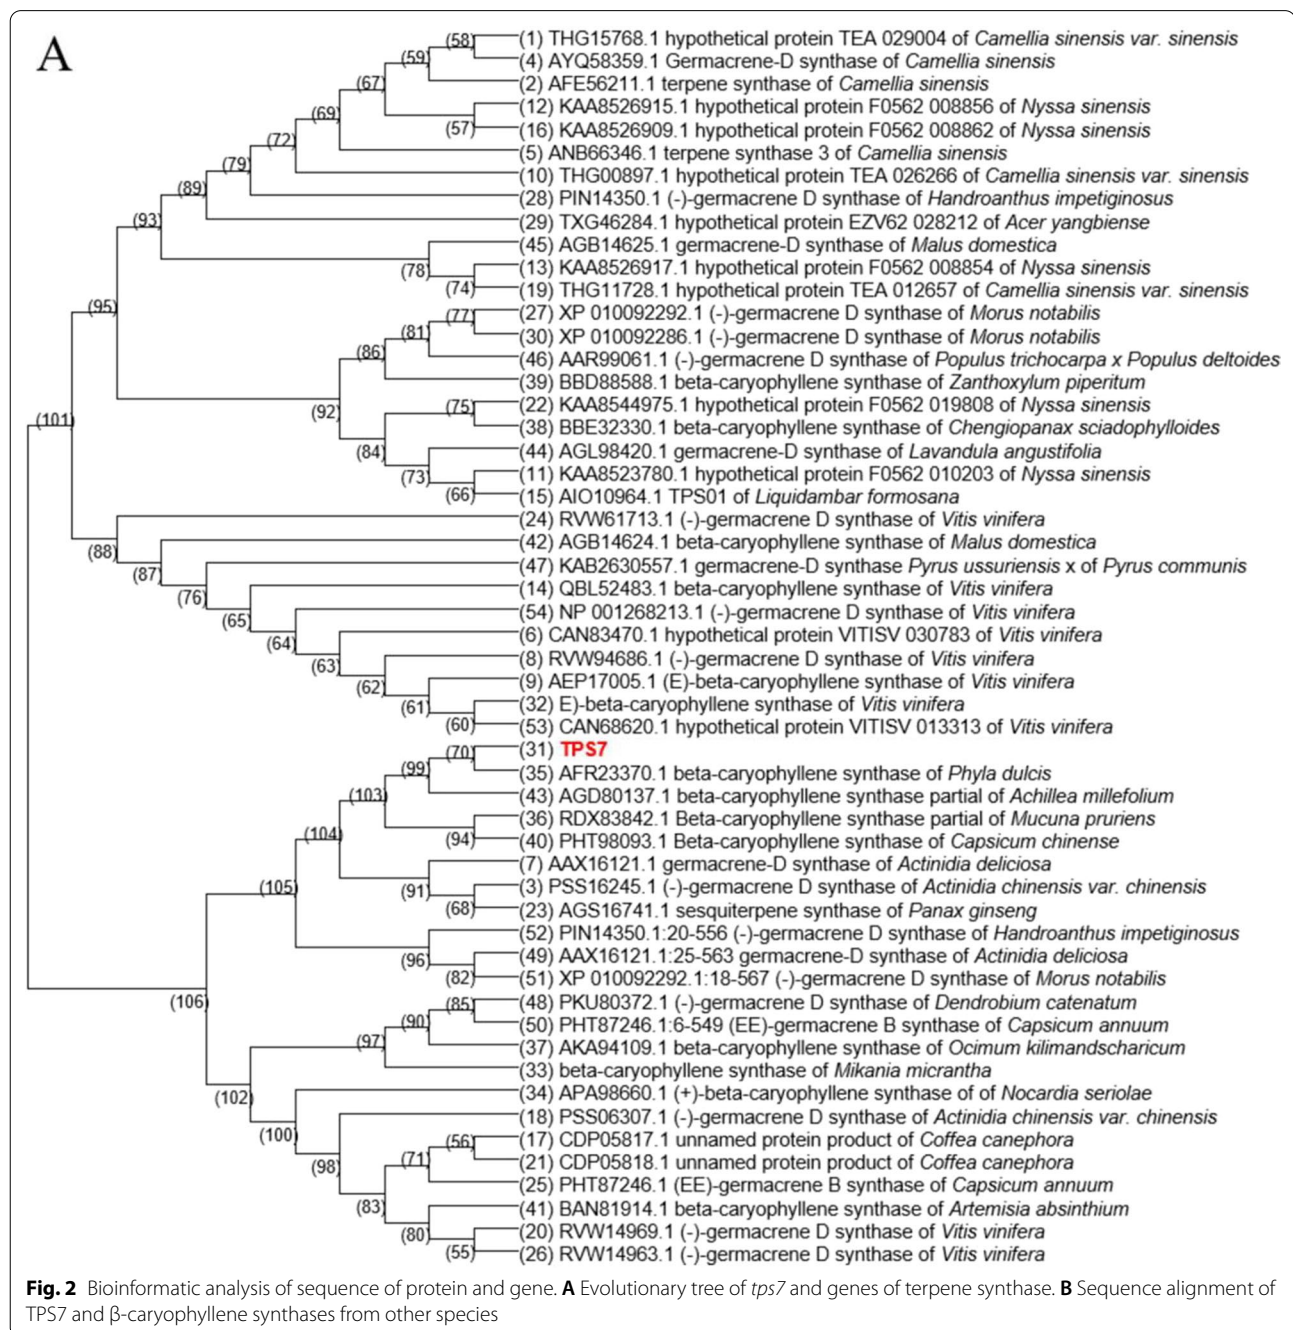 A
(58) (1) THG15768.1 hypothetical protein TEA 029004 of Camellia sinensis var. sinensis
(59) (4) AYQ58359.1 Germacrene-D synthase of Camellia sinensis
(67) (2) AFE56211.1 terpene synthase of Camellia sinensis
(69) (12) KAA8526915.1 hypothetical protein F0562 008856 of Nyssa sinensis
(57) (16) KAA8526909.1 hypothetical protein F0562 008862 of Nyssa sinensis
(72) (5) ANB66346.1 terpene synthase 3 of Camellia sinensis
(79) (10) THG00897.1 hypothetical protein TEA 026266 of Camellia sinensis var. sinensis
(89) (28) PIN14350.1 (-)-germacrene D synthase of Handroanthus impetiginosus
(93) (29) TXG46284.1 hypothetical protein EZV62 028212 of Acer yangbiense
(45) AGB14625.1 germacrene-D synthase of Malus domestica
(78) (13) KAA8526917.1 hypothetical protein F0562 008854 of Nyssa sinensis
(74) (19) THG11728.1 hypothetical protein TEA 012657 of Camellia sinensis var. sinensis
(95) (77) (27) XP 010092292.1 (-)-germacrene D synthase of Morus notabilis
(81) (30) XP 010092286.1 (-)-germacrene D synthase of Morus notabilis
(86) (46) AAR99061.1 (-)-germacrene D synthase of Populus trichocarpa x Populus deltoides
(39) BBD88588.1 beta-caryophyllene synthase of Zanthoxylum piperitum
(92) (75) (22) KAA8544975.1 hypothetical protein F0562 019808 of Nyssa sinensis
(101) (38) BBE32330.1 beta-caryophyllene synthase of Chengiopanax sciadophylloides
(84) (44) AGL98420.1 germacrene-D synthase of Lavandula angustifolia
(73) (11) KAA8523780.1 hypothetical protein F0562 010203 of Nyssa sinensis
(66) (15) AIO10964.1 TPS01 of Liquidambar formosana
(24) RVW61713.1 (-)-germacrene D synthase of Vitis vinifera
(88) (42) AGB14624.1 beta-caryophyllene synthase of Malus domestica
(87) (47) KAB2630557.1 germacrene-D synthase Pyrus ussuriensis x of Pyrus communis
(76) (14) QBL52483.1 beta-caryophyllene synthase of Vitis vinifera
(65) (54) NP 001268213.1 (-)-germacrene D synthase of Vitis vinifera
(64) (6) CAN83470.1 hypothetical protein VITISV 030783 of Vitis vinifera
(63) (8) RVW94686.1 (-)-germacrene D synthase of Vitis vinifera
(62) (9) AEP17005.1 (E)-beta-caryophyllene synthase of Vitis vinifera
(61) (32) E)-beta-caryophyllene synthase of Vitis vinifera
(60) (53) CAN68620.1 hypothetical protein VITISV 013313 of Vitis vinifera
(70) (31) TPS7
(99) (35) AFR23370.1 beta-caryophyllene synthase of Phyla dulcis
(103) (43) AGD80137.1 beta-caryophyllene synthase partial of Achillea millefolium
(36) RDX83842.1 Beta-caryophyllene synthase partial of Mucuna pruriens
(104) (94) (40) PHT98093.1 Beta-caryophyllene synthase of Capsicum chinense
(7) AAX16121.1 germacrene-D synthase of Actinidia deliciosa
(105) (91) (3) PSS16245.1 (-)-germacrene D synthase of Actinidia chinensis var. chinensis
(68) (23) AGS16741.1 sesquiterpene synthase of Panax ginseng
(52) PIN14350.1:20-556 (-)-germacrene D synthase of Handroanthus impetiginosus
(96) (49) AAX16121.1:25-563 germacrene-D synthase of Actinidia deliciosa
(82) (51) XP 010092292.1:18-567 (-)-germacrene D synthase of Morus notabilis
(106) (85) (48) PKU80372.1 (-)-germacrene D synthase of Dendrobium catenatum
(90) (50) PHT87246.1:6-549 (EE)-germacrene B synthase of Capsicum annuum
(97) (37) AKA94109.1 beta-caryophyllene synthase of Ocimum kilimandscharicum
(33) beta-caryophyllene synthase of Mikania micrantha
(102) (34) APA98660.1 (+)-beta-caryophyllene synthase of of Nocardia seriolae
(18) PSS06307.1 (-)-germacrene D synthase of Actinidia chinensis var. chinensis
(100) (56) (17) CDP05817.1 unnamed protein product of Coffea canephora
(98) (71) (21) CDP05818.1 unnamed protein product of Coffea canephora
(25) PHT87246.1 (EE)-germacrene B synthase of Capsicum annuum
(83) (41) BAN81914.1 beta-caryophyllene synthase of Artemisia absinthium
(80) (20) RVW14969.1 (-)-germacrene D synthase of Vitis vinifera
(55) (26) RVW14963.1 (-)-germacrene D synthase of Vitis vinifera
Fig. 2 Bioinformatic analysis of sequence of protein and gene. A Evolutionary tree of tps7 and genes of terpene synthase. B Sequence alignment of
TPS7 and β-caryophyllene synthases from other species